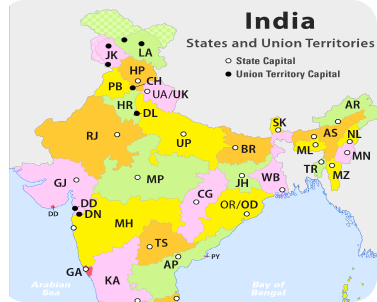 India
States and Union Territories
State Capital
Union Territory Capital
LA
JK
HP
CH
PB
UA/UK
HR
DL
AR
SK
RJ
UP
BR
AS
NL
ML
MN
TR
MZ
GJ
MP
JH
WB
CG
DD
DD
DN
MH
OR/OD
TS
GA
AP
PY
KA
Arabian
Sea
Bay of
Bengal